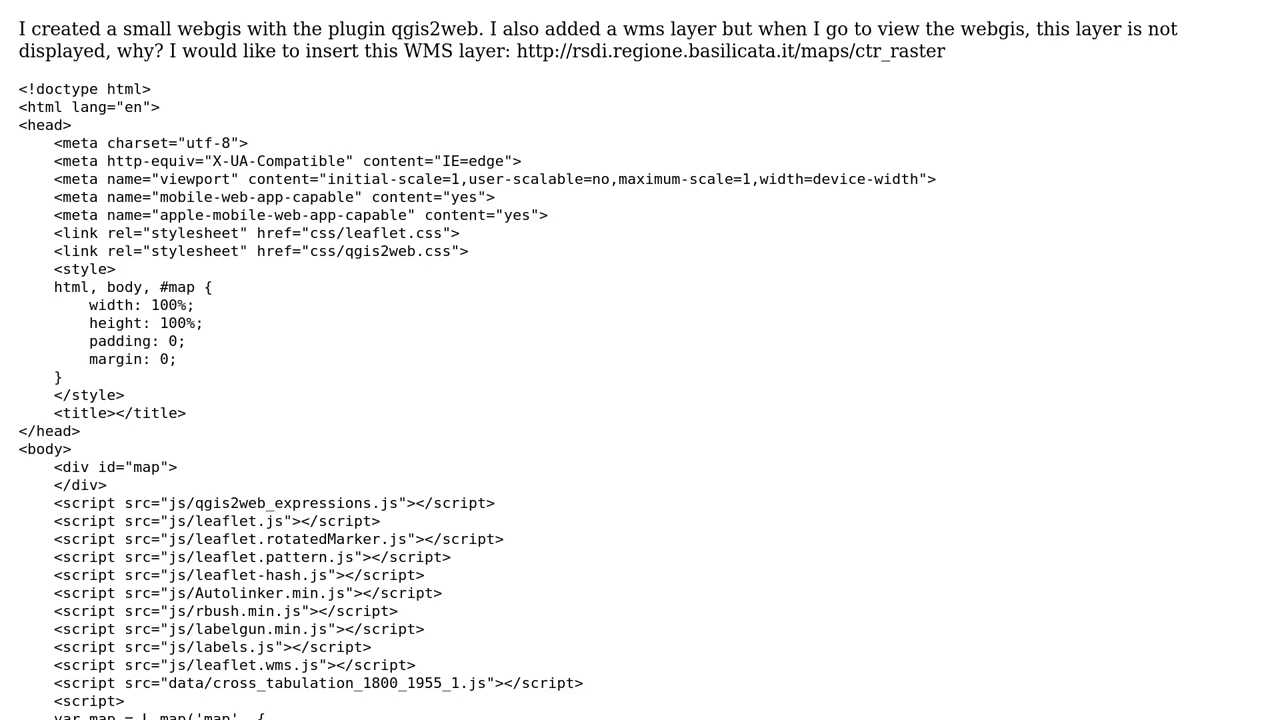 I created a small webgis with the plugin qgis2web. I also added a wms layer but when I go to view the webgis, this layer is not
displayed, why? I would like to insert this WMS layer: http://rsdi.regione.basilicata.it/maps/ctr_raster
<!doctype html>
<html lang="en">
<head>
    <meta charset="utf-8">
    <meta http-equiv="X-UA-Compatible" content="IE=edge">
    <meta name="viewport" content="initial-scale=1,user-scalable=no,maximum-scale=1,width=device-width">
    <meta name="mobile-web-app-capable" content="yes">
    <meta name="apple-mobile-web-app-capable" content="yes">
    <link rel="stylesheet" href="css/leaflet.css">
    <link rel="stylesheet" href="css/qgis2web.css">
    <style>
    html, body, #map {
        width: 100%;
        height: 100%;
        padding: 0;
        margin: 0;
    }
    </style>
    <title></title>
</head>
<body>
    <div id="map">
    </div>
    <script src="js/qgis2web_expressions.js"></script>
    <script src="js/leaflet.js"></script>
    <script src="js/leaflet.rotatedMarker.js"></script>
    <script src="js/leaflet.pattern.js"></script>
    <script src="js/leaflet-hash.js"></script>
    <script src="js/Autolinker.min.js"></script>
    <script src="js/rbush.min.js"></script>
    <script src="js/labelgun.min.js"></script>
    <script src="js/labels.js"></script>
    <script src="js/leaflet.wms.js"></script>
    <script src="data/cross_tabulation_1800_1955_1.js"></script>
    <script>
    var map = L.map('map', {